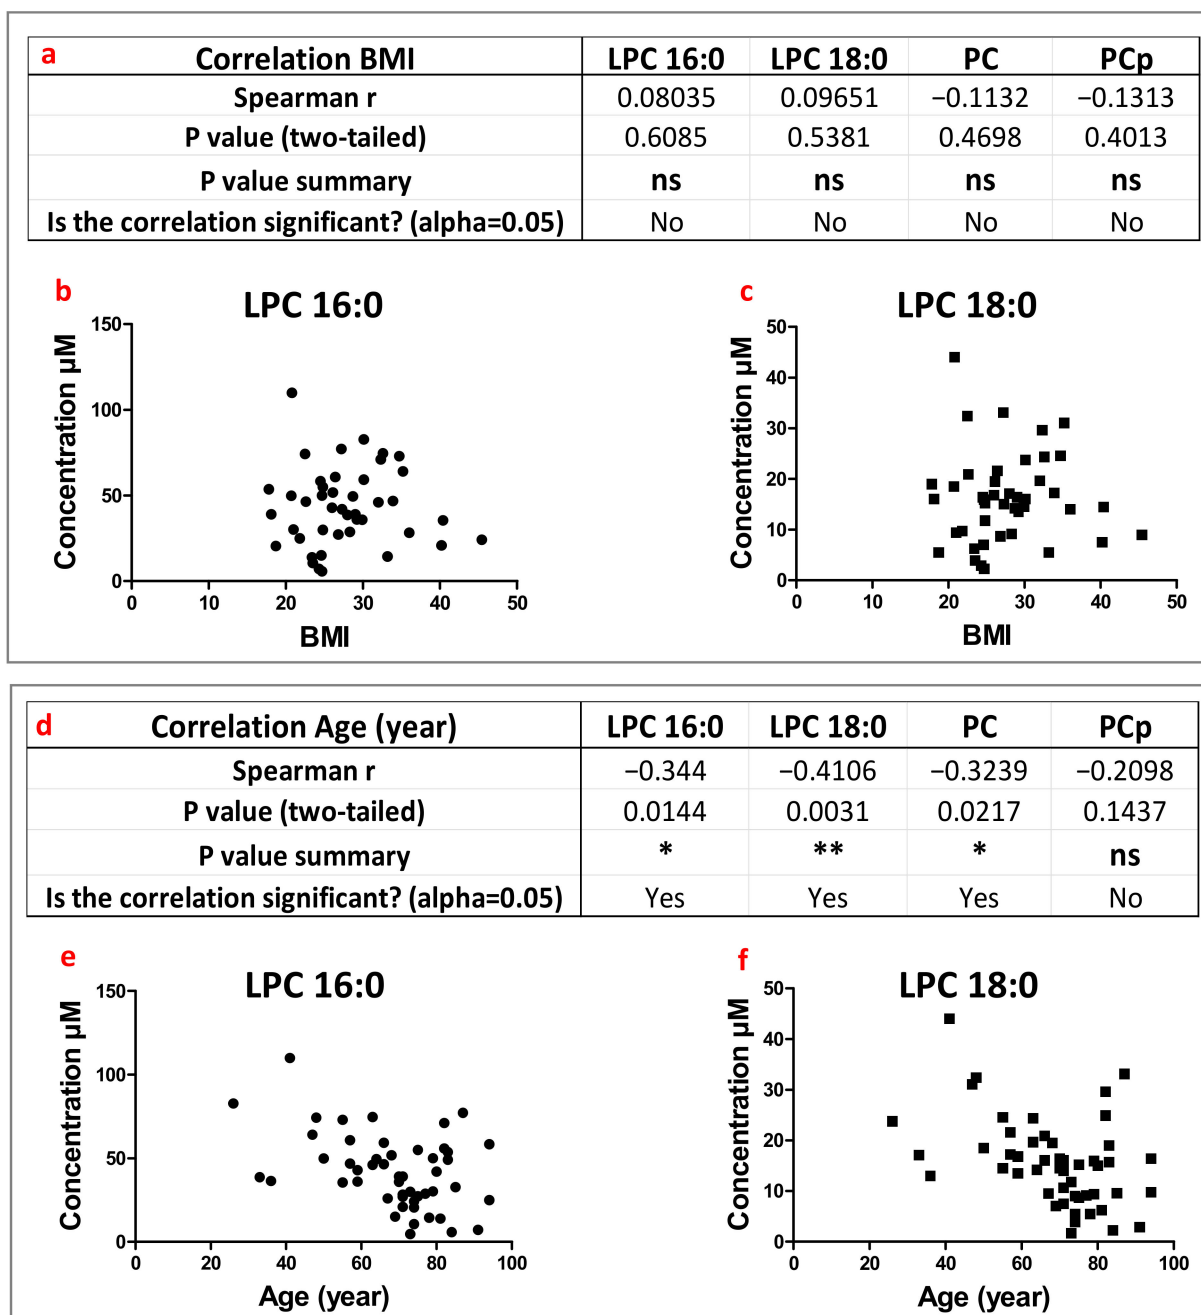 a Correlation BMI LPC 16:0 LPC 18:0 PC PCp
Spearman r 0.08035 0.09651 −0.1132 −0.1313
P value (two-tailed) 0.6085 0.5381 0.4698 0.4013
P value summary ns ns ns ns
Is the correlation significant? (alpha=0.05) No No No No
b LPC 16:0
Concentration µM
150
100
50
0
0 10 20 30 40 50
BMI
c LPC 18:0
Concentration µM
50
40
30
20
10
0
0 10 20 30 40 50
BMI
d Correlation Age (year) LPC 16:0 LPC 18:0 PC PCp
Spearman r −0.344 −0.4106 −0.3239 −0.2098
P value (two-tailed) 0.0144 0.0031 0.0217 0.1437
P value summary * ** * ns
Is the correlation significant? (alpha=0.05) Yes Yes Yes No
e LPC 16:0
Concentration µM
150
100
50
0
0 20 40 60 80 100
Age (year)
f LPC 18:0
Concentration µM
50
40
30
20
10
0
0 20 40 60 80 100
Age (year)